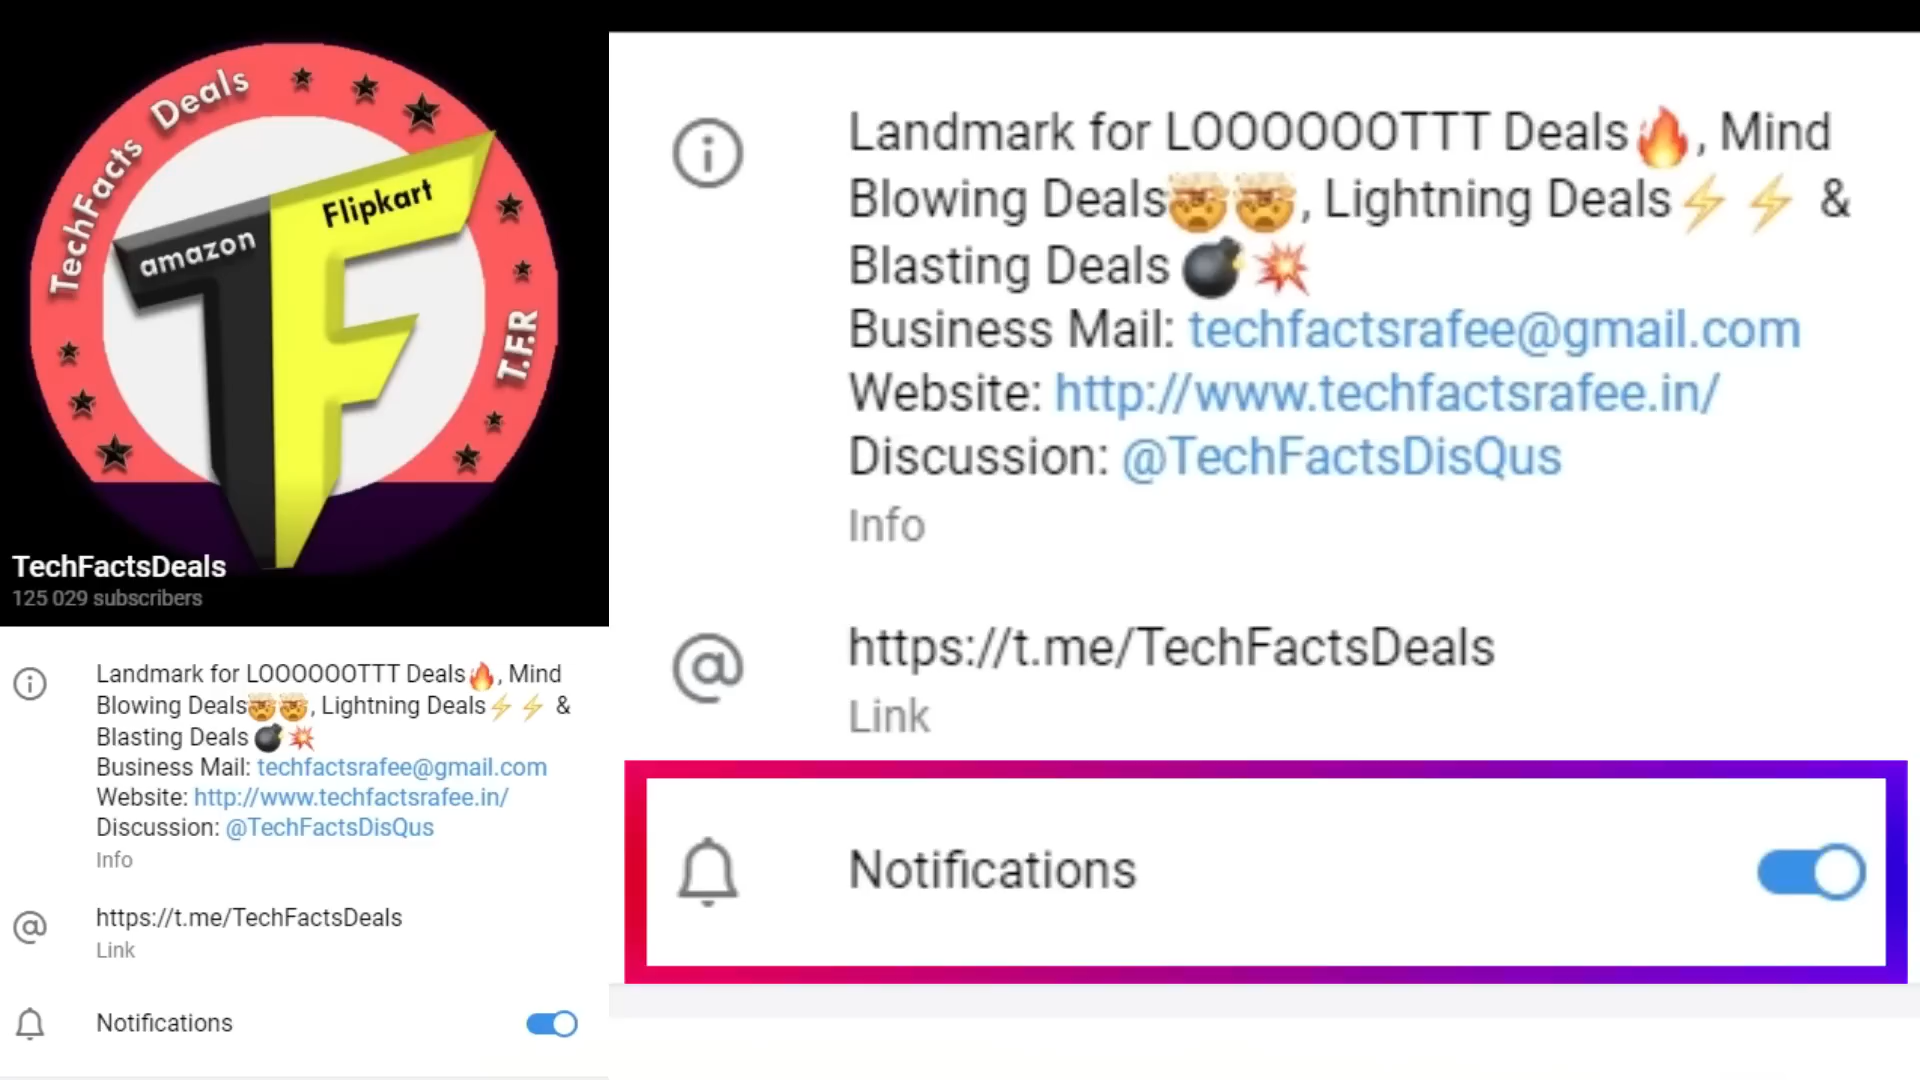 TechFacts Deals
T.F.R
amazon
Flipkart
TechFactsDeals
125 029 subscribers
Landmark for LOOOOOOTTT Deals🔥, Mind
Blowing Deals🤯🤯, Lightning Deals⚡⚡ &
Blasting Deals 💣💥
Business Mail: techfactsrafee@gmail.com
Website: http://www.techfactsrafee.in/
Discussion: @TechFactsDisQus
Info
https://t.me/TechFactsDeals
Link
Notifications
Landmark for LOOOOOOTTT Deals🔥, Mind
Blowing Deals🤯🤯, Lightning Deals⚡⚡ &
Blasting Deals 💣💥
Business Mail: techfactsrafee@gmail.com
Website: http://www.techfactsrafee.in/
Discussion: @TechFactsDisQus
Info
https://t.me/TechFactsDeals
Link
Notifications